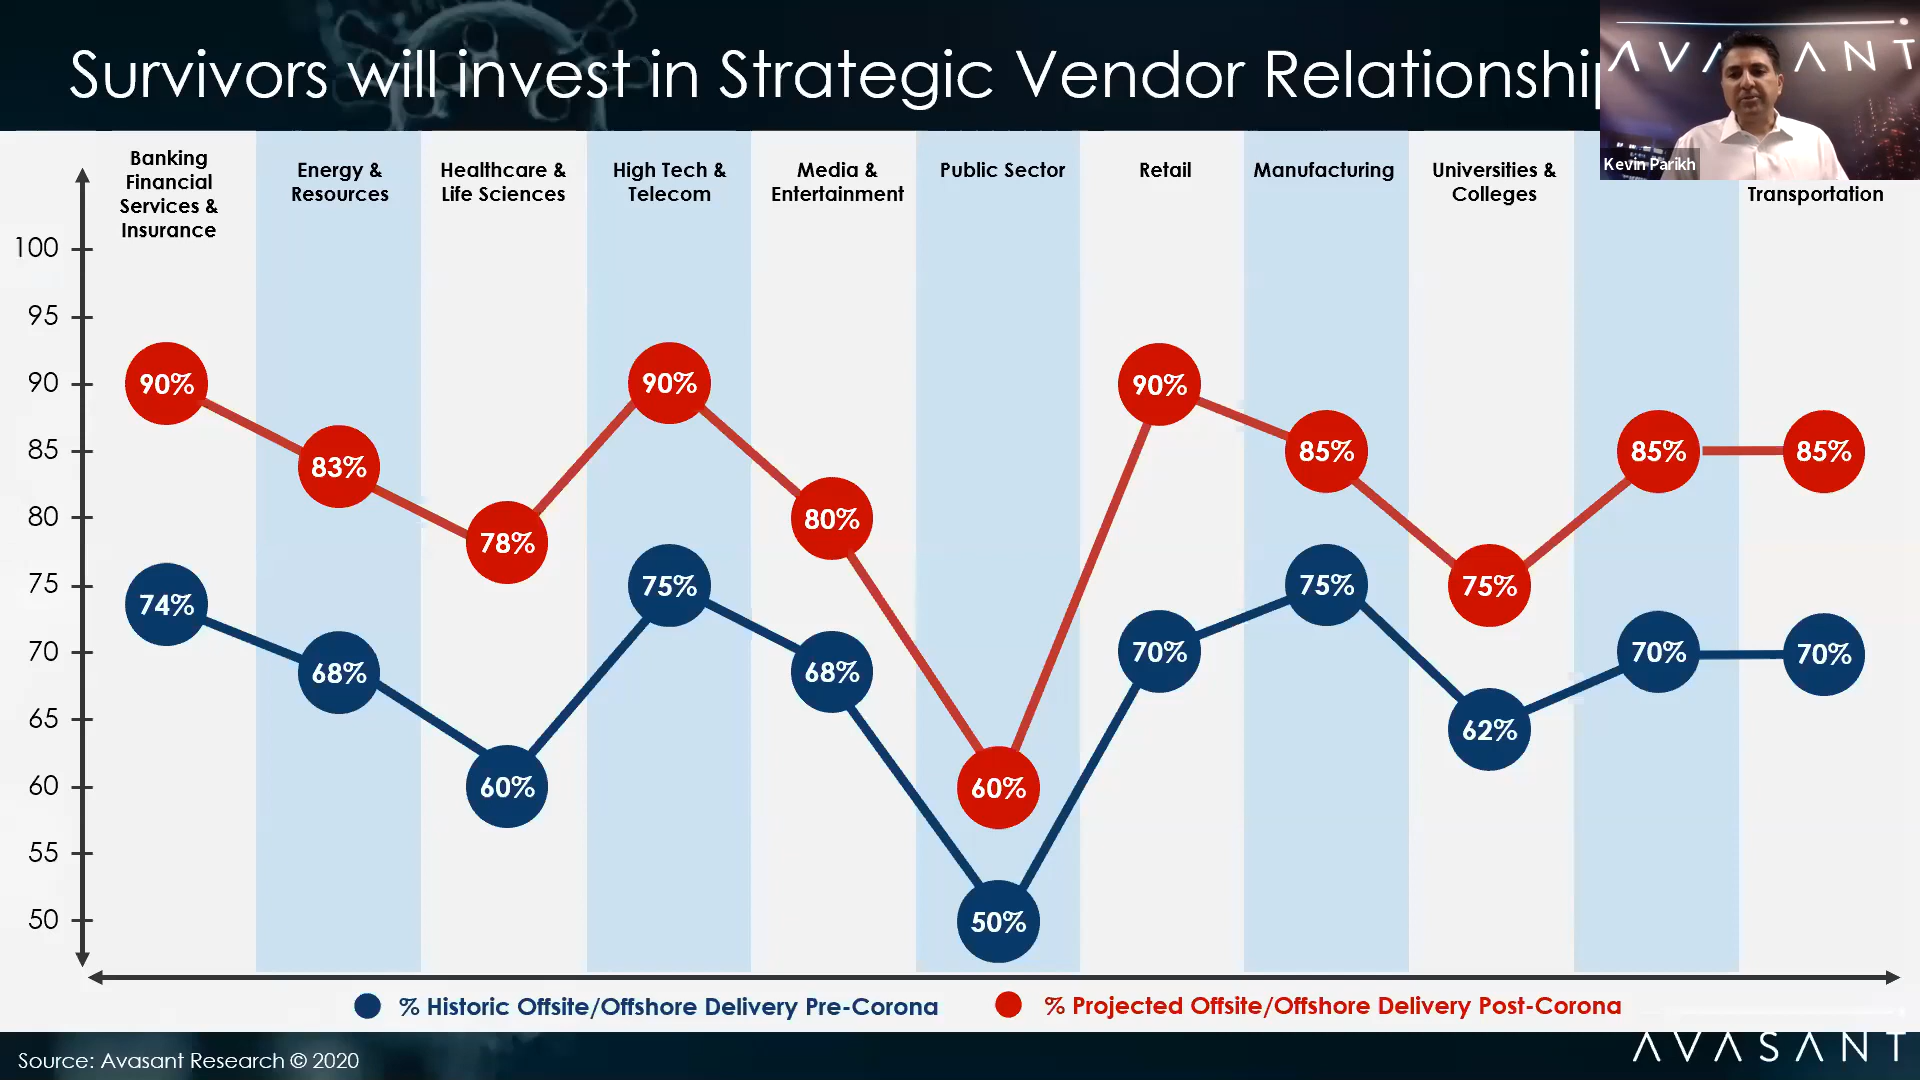 Survivors will invest in Strategic Vendor
AVASANT
Kevin Parikh
Banking
Financial
Services &
Insurance
Energy &
Resources
Healthcare &
Life Sciences
High Tech &
Telecom
Media &
Entertainment
Public Sector
Retail
Manufacturing
Universities &
Colleges
Transportation
100
95
90
85
80
75
70
65
60
55
50
90%
83%
78%
90%
80%
60%
90%
85%
75%
85%
85%
74%
68%
60%
75%
68%
50%
70%
75%
62%
70%
70%
% Historic Offsite/Offshore Delivery Pre-Corona
% Projected Offsite/Offshore Delivery Post-Corona
Source: Avasant Research © 2020
AVASANT